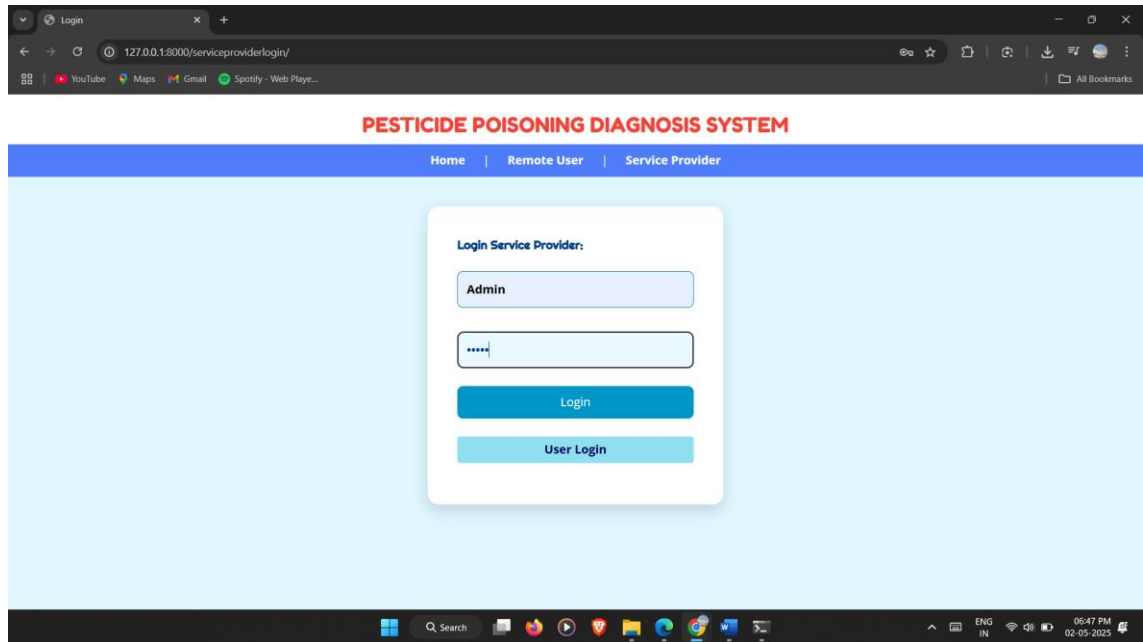 Login
127.0.0.1:8000/serviceproviderlogin/
YouTube Maps Gmail Spotify - Web Playe... All Bookmarks
PESTICIDE POISONING DIAGNOSIS SYSTEM
Home | Remote User | Service Provider
Login Service Provider:
Admin
•••••
Login
User Login
Search ENG 06:47 PM
IN 02-05-2025